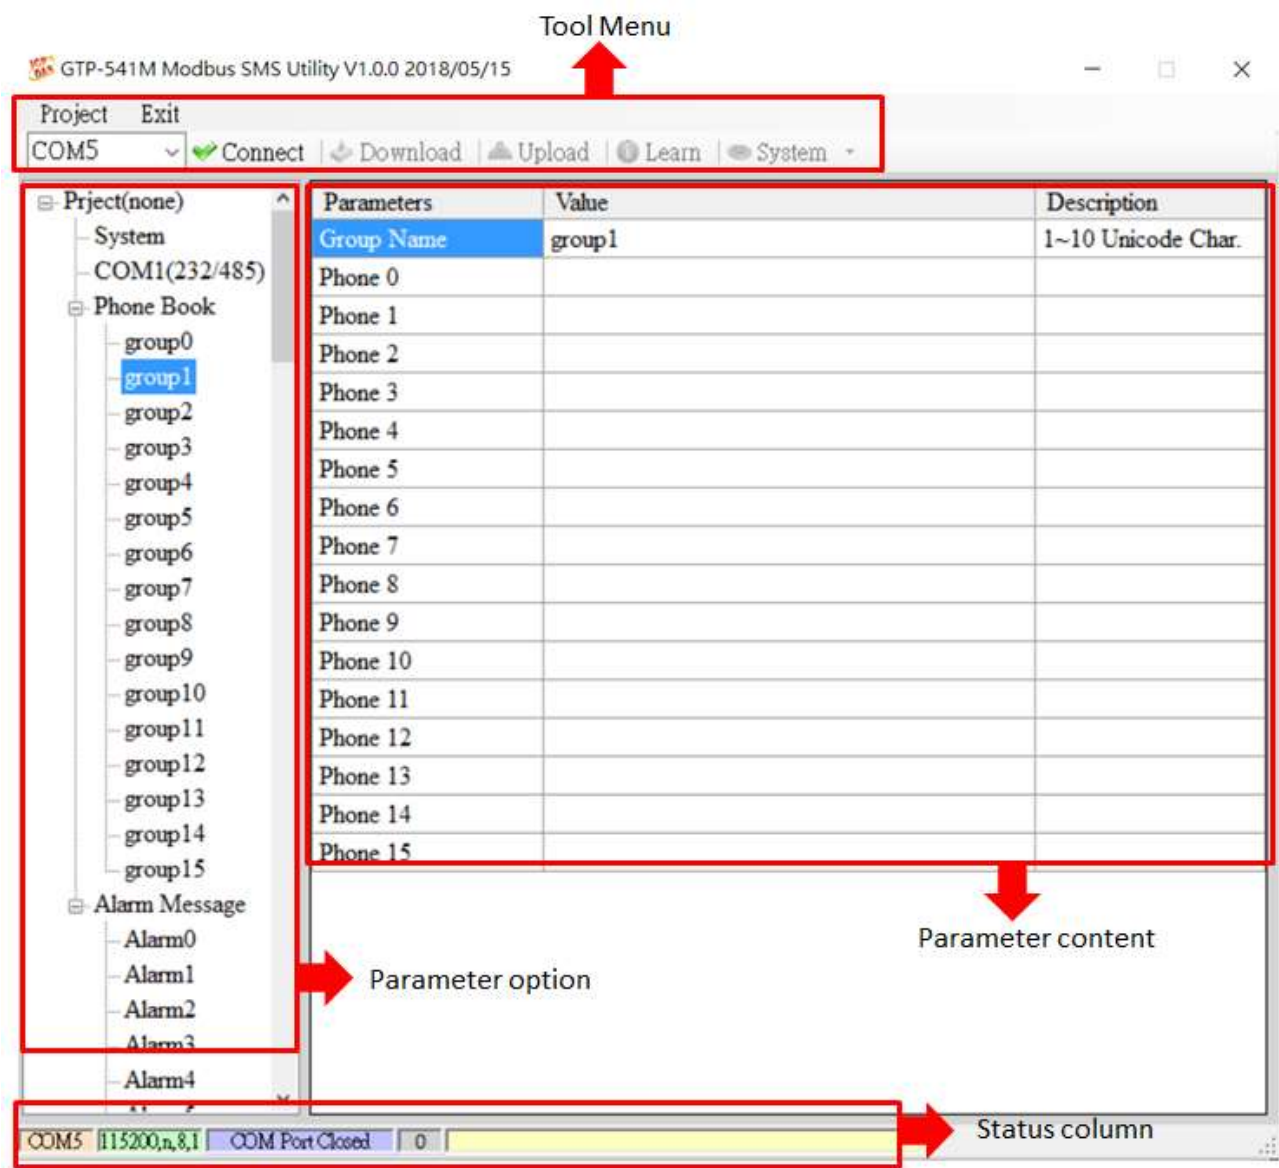 Tool Menu
GTP-541M Modbus SMS Utility V1.0.0 2018/05/15
Project Exit
COM5 Connect Download Upload Learn System
Prject(none)
System
COM1(232/485)
Phone Book
group0
group1
group2
group3
group4
group5
group6
group7
group8
group9
group10
group11
group12
group13
group14
group15
Alarm Message
Alarm0
Alarm1
Alarm2
Alarm3
Alarm4
Parameters Value Description
Group Name group1 1~10 Unicode Char.
Phone 0
Phone 1
Phone 2
Phone 3
Phone 4
Phone 5
Phone 6
Phone 7
Phone 8
Phone 9
Phone 10
Phone 11
Phone 12
Phone 13
Phone 14
Phone 15
Parameter content
Parameter option
COM5 115200,n,8,1 COM Port Closed 0
Status column